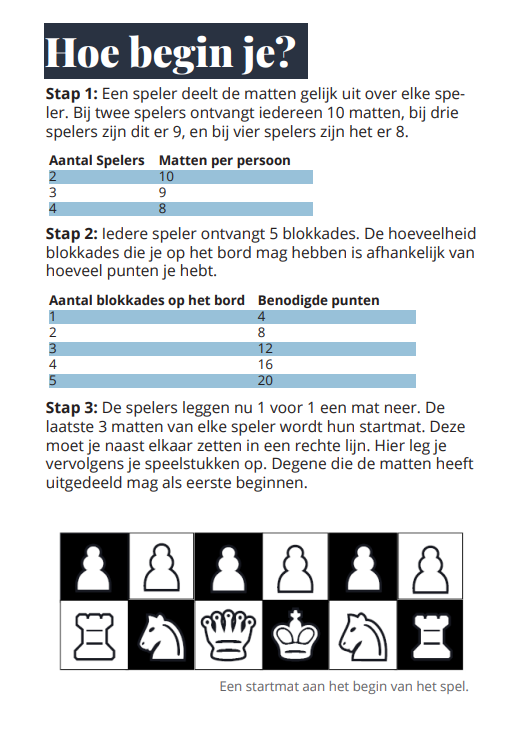 Hoe begin je?
Stap 1: Een speler deelt de matten gelijk uit over elke spe-
ler. Bij twee spelers ontvangt iedereen 10 matten, bij drie
spelers zijn dit er 9, en bij vier spelers zijn het er 8.
Aantal Spelers Matten per persoon
2 10
3 9
4 8
Stap 2: Iedere speler ontvangt 5 blokkades. De hoeveelheid
blokkades die je op het bord mag hebben is afhankelijk van
hoeveel punten je hebt.
Aantal blokkades op het bord Benodigde punten
1 4
2 8
3 12
4 16
5 20
Stap 3: De spelers leggen nu 1 voor 1 een mat neer. De
laatste 3 matten van elke speler wordt hun startmat. Deze
moet je naast elkaar zetten in een rechte lijn. Hier leg je
vervolgens je speelstukken op. Degene die de matten heeft
uitgedeeld mag als eerste beginnen.
Een startmat aan het begin van het spel.